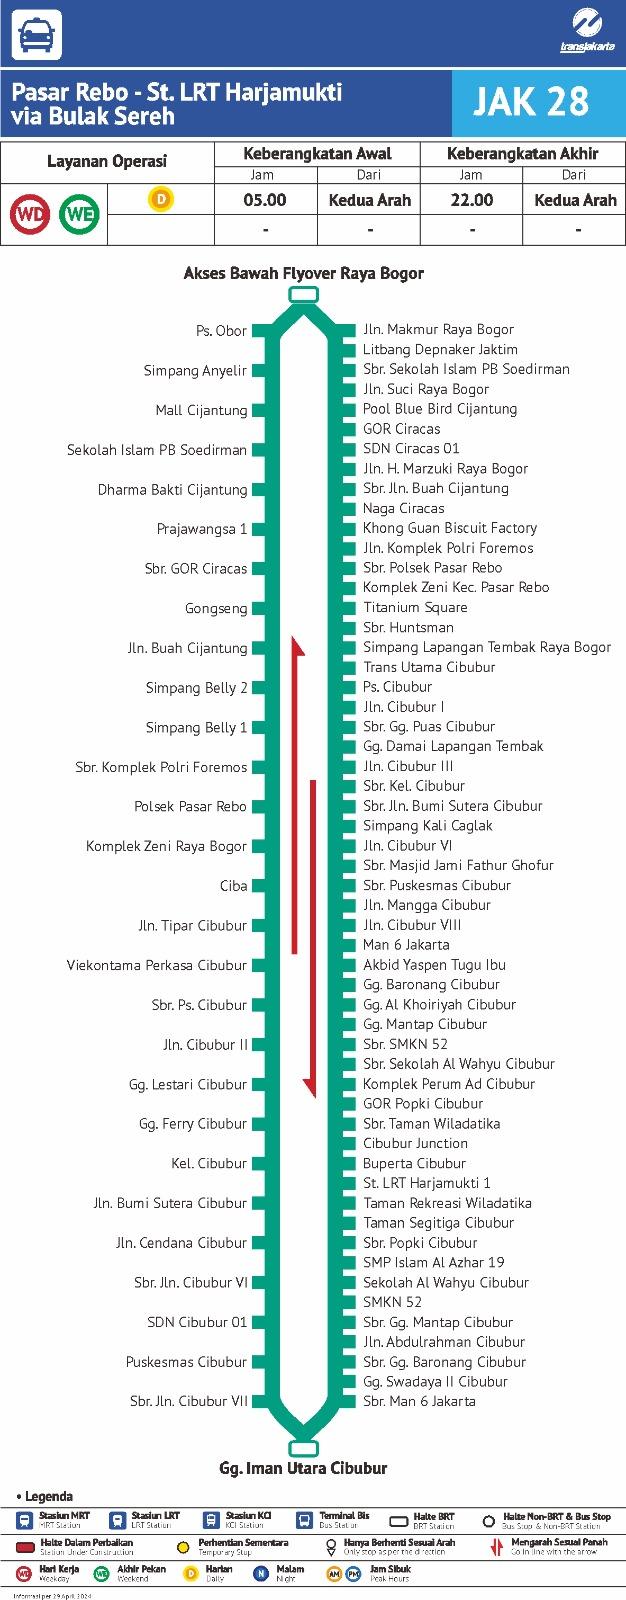 transjakarta
Pasar Rebo - St. LRT Harjamukti
via Bulak Sereh
JAK 28
Layanan Operasi
Keberangkatan Awal
Keberangkatan Akhir
Jam
Dari
Jam
Dari
WD
WE
D
05.00
Kedua Arah
22.00
Kedua Arah
-
-
-
-
Akses Bawah Flyover Raya Bogor
Ps. Obor
Simpang Anyelir
Mall Cijantung
Sekolah Islam PB Soedirman
Dharma Bakti Cijantung
Prajawangsa 1
Sbr. GOR Ciracas
Gongseng
Jln. Buah Cijantung
Simpang Belly 2
Simpang Belly 1
Sbr. Komplek Polri Foremos
Polsek Pasar Rebo
Komplek Zeni Raya Bogor
Ciba
Jln. Tipar Cibubur
Viekontama Perkasa Cibubur
Sbr. Ps. Cibubur
Jln. Cibubur II
Gg. Lestari Cibubur
Gg. Ferry Cibubur
Kel. Cibubur
Jln. Bumi Sutera Cibubur
Jln. Cendana Cibubur
Sbr. Jln. Cibubur VI
SDN Cibubur 01
Puskesmas Cibubur
Sbr. Jln. Cibubur VII
Jln. Makmur Raya Bogor
Litbang Depnaker Jaktim
Sbr. Sekolah Islam PB Soedirman
Jln. Suci Raya Bogor
Pool Blue Bird Cijantung
GOR Ciracas
SDN Ciracas 01
Jln. H. Marzuki Raya Bogor
Sbr. Jln. Buah Cijantung
Naga Ciracas
Khong Guan Biscuit Factory
Jln. Komplek Polri Foremos
Sbr. Polsek Pasar Rebo
Komplek Zeni Kec. Pasar Rebo
Titanium Square
Sbr. Huntsman
Simpang Lapangan Tembak Raya Bogor
Trans Utama Cibubur
Ps. Cibubur
Jln. Cibubur I
Sbr. Gg. Puas Cibubur
Gg. Damai Lapangan Tembak
Jln. Cibubur III
Sbr. Kel. Cibubur
Sbr. Jln. Bumi Sutera Cibubur
Simpang Kali Caglak
Jln. Cibubur VI
Sbr. Masjid Jami Fathur Ghofur
Sbr. Puskesmas Cibubur
Jln. Mangga Cibubur
Jln. Cibubur VIII
Man 6 Jakarta
Akbid Yaspen Tugu Ibu
Gg. Baronang Cibubur
Gg. Al Khoiriyah Cibubur
Gg. Mantap Cibubur
Sbr. SMKN 52
Sbr. Sekolah Al Wahyu Cibubur
Komplek Perum Ad Cibubur
GOR Popki Cibubur
Sbr. Taman Wiladatika
Cibubur Junction
Buperta Cibubur
St. LRT Harjamukti 1
Taman Rekreasi Wiladatika
Taman Segitiga Cibubur
Sbr. Popki Cibubur
SMP Islam Al Azhar 19
Sekolah Al Wahyu Cibubur
SMKN 52
Sbr. Gg. Mantap Cibubur
Jln. Abdulrahman Cibubur
Sbr. Gg. Baronang Cibubur
Gg. Swadaya II Cibubur
Sbr. Man 6 Jakarta
Gg. Iman Utara Cibubur
• Legenda
Stasiun MRT
MRT Station
Stasiun LRT
LRT Station
Stasiun KCI
KCI Station
Terminal Bis
Bus Station
Halte BRT
BRT Station
Halte Non-BRT & Bus Stop
Bus Stop & Non-BRT Station
Halte Dalam Perbaikan
Station Under Construction
Perhentian Sementara
Temporary Stop
Hanya Berhenti Sesuai Arah
Only stop as per the direction
Mengarah Sesuai Panah
Go in line with the arrow
WD
Hari Kerja
Weekday
WE
Akhir Pekan
Weekend
D
Harian
Daily
N
Malam
Night
AM
PM
Jam Sibuk
Peak Hours
Informasi per 29 April 2024